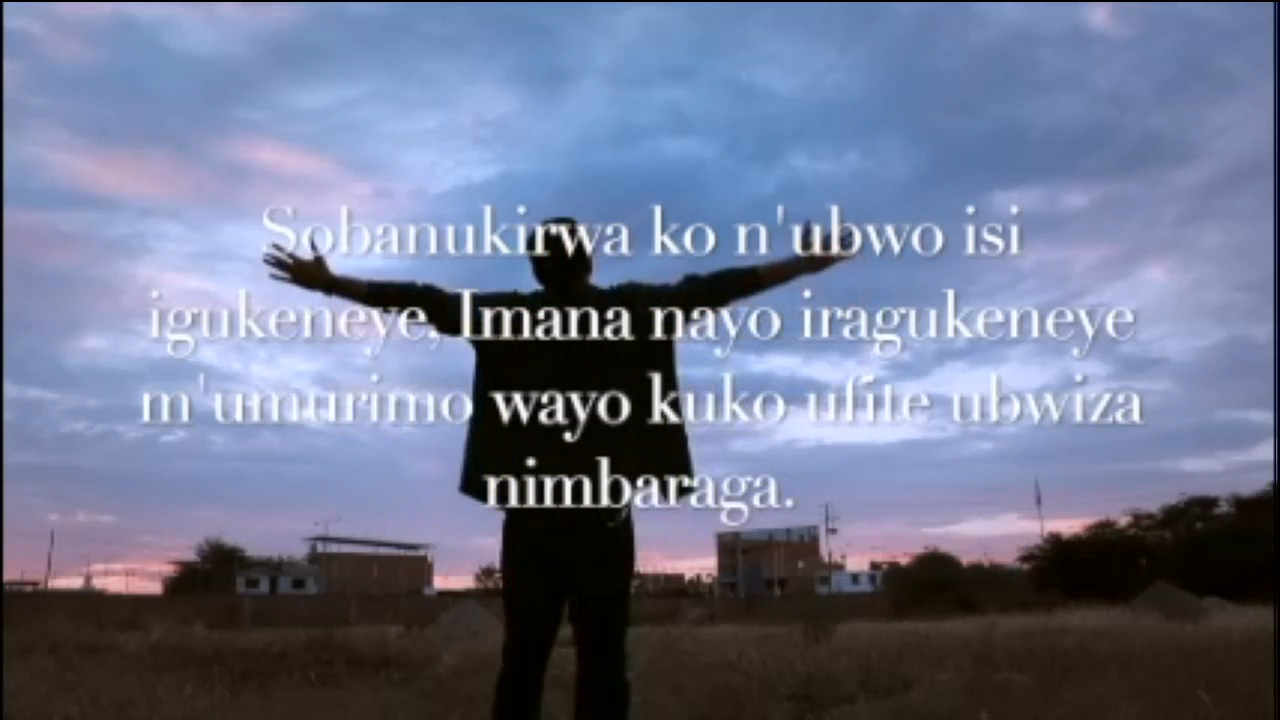 Sobanukirwa ko n'ubwo isi
igukeneye, Imana nayo iragukeneye
m'umurimo wayo kuko ufite ubwiza
nimbaraga.